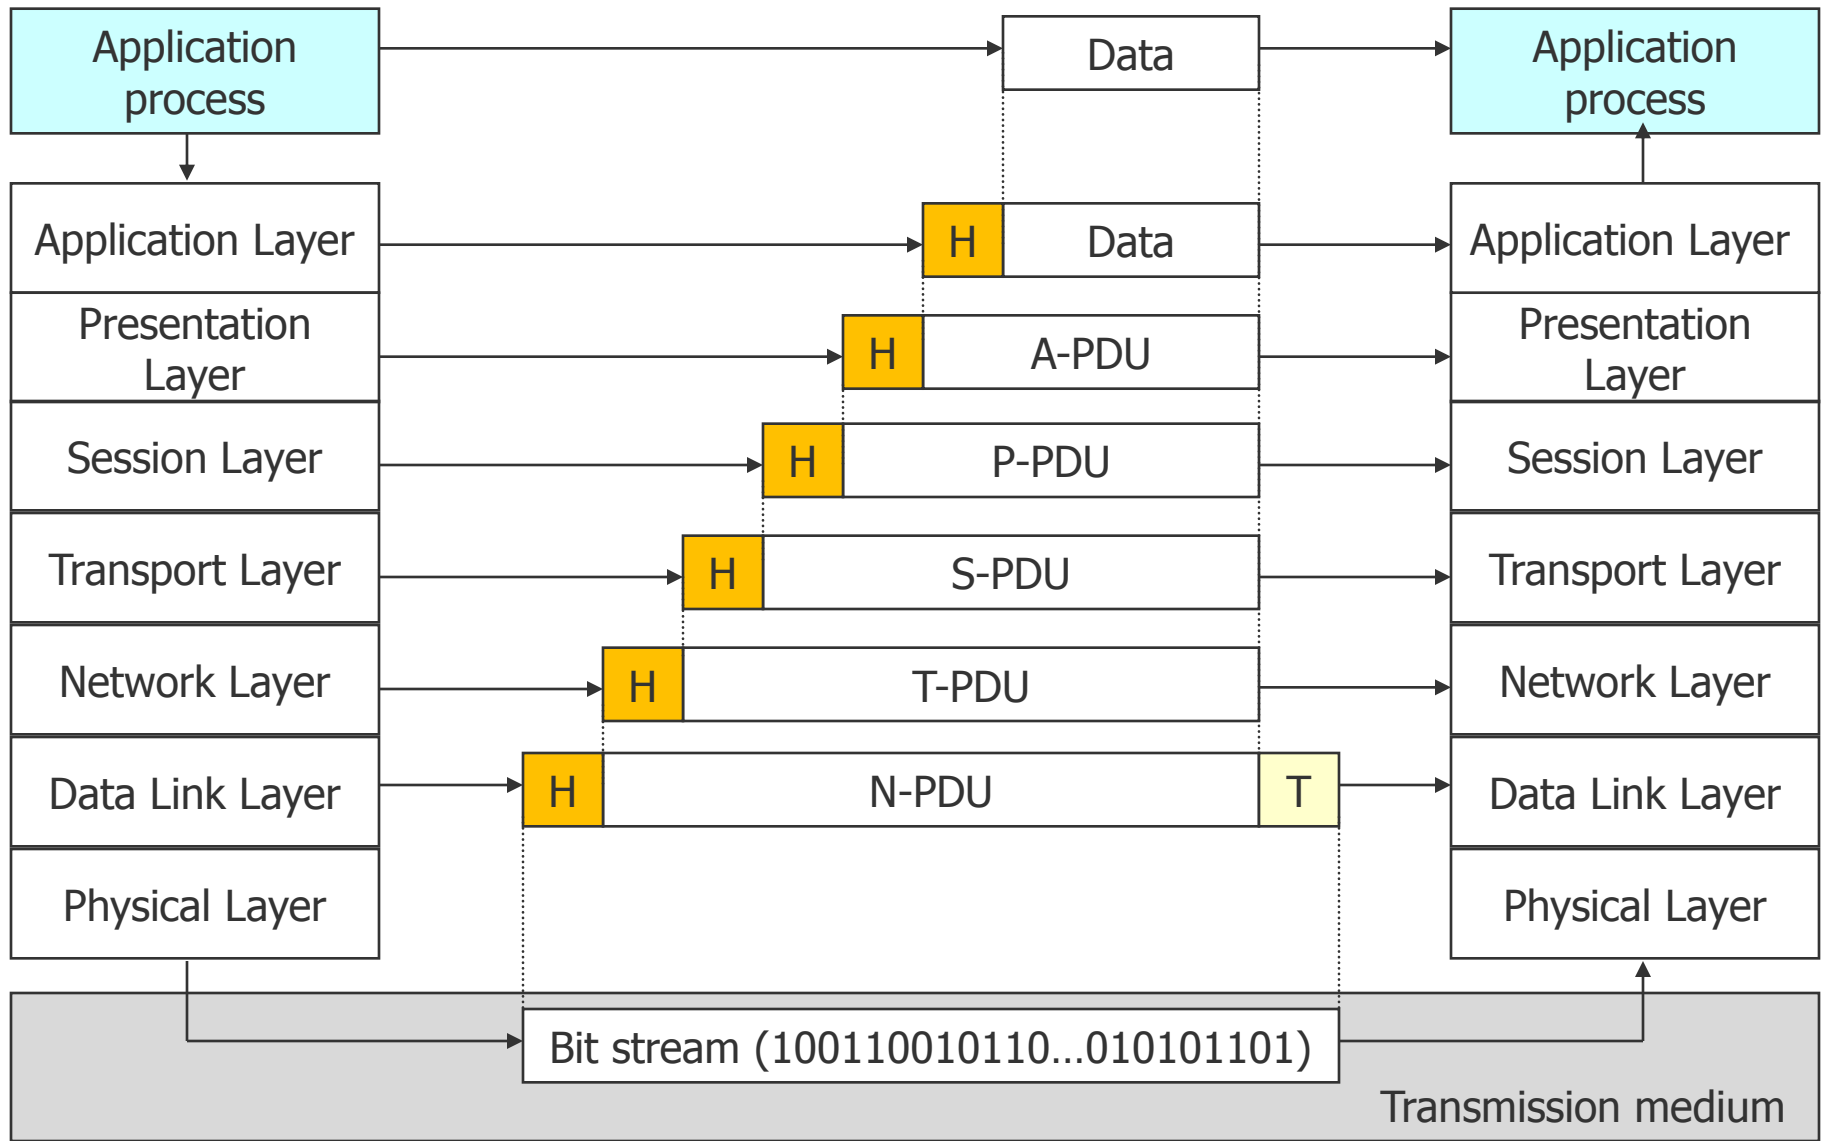 Application
process
Data
Application
process
Application Layer
H
Data
Application Layer
Presentation
Layer
H
A-PDU
Presentation
Layer
Session Layer
H
P-PDU
Session Layer
Transport Layer
H
S-PDU
Transport Layer
Network Layer
H
T-PDU
Network Layer
Data Link Layer
H
N-PDU
T
Data Link Layer
Physical Layer
Physical Layer
Bit stream (100110010110...010101101)
Transmission medium